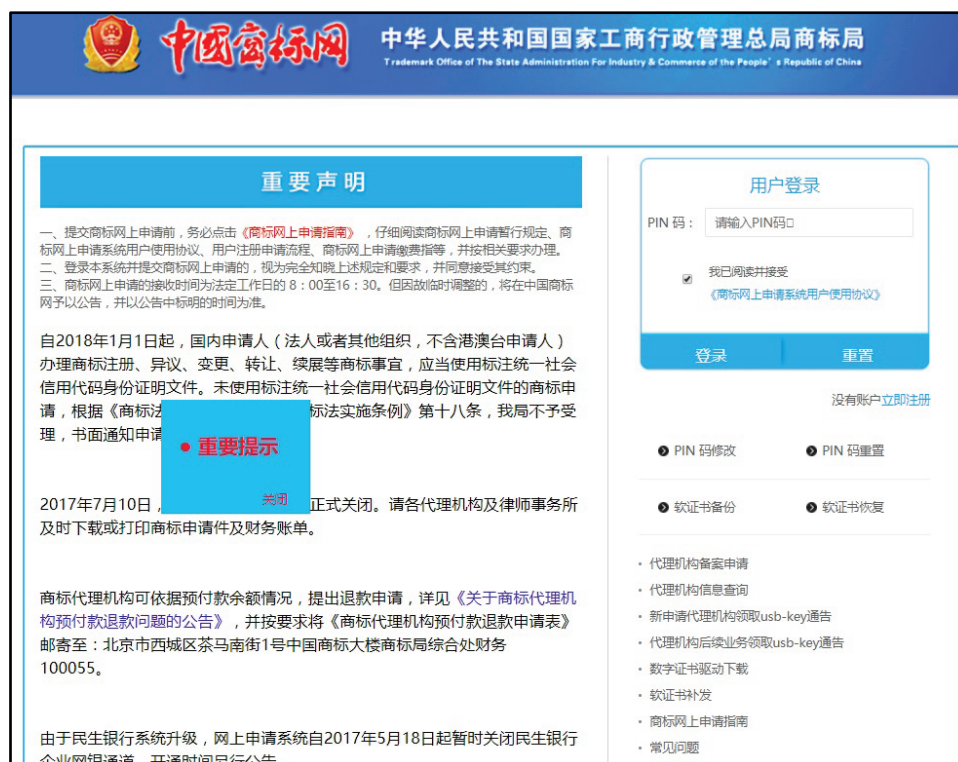 中国商标网
中华人民共和国国家工商行政管理总局商标局
Trademark Office of The State Administration For Industry & Commerce of the People's Republic of China
重要声明
一、提交商标网上申请前，务必点击《商标网上申请指南》，仔细阅读商标网上申请暂行规定、商
标网上申请系统用户使用协议、用户注册申请流程、商标网上申请缴费指等，并按相关要求办理。
二、登录本系统并提交商标网上申请的，视为完全知晓上述规定和要求，并同意接受其约束。
三、商标网上申请的接收时间为法定工作日的 8：00至16：30。但因故临时调整的，将在中国商标
网予以公告，并以公告中标明的时间为准。
自2018年1月1日起，国内申请人（法人或者其他组织，不含港澳台申请人）
办理商标注册、异议、变更、转让、续展等商标事宜，应当使用标注统一社会
信用代码身份证明文件。未使用标注统一社会信用代码身份证明文件的商标申
请，根据《商标法 标法实施条例》第十八条，我局不予受
理，书面通知申请
• 重要提示
关闭
2017年7月10日， 正式关闭。请各代理机构及律师事务所
及时下载或打印商标申请件及财务账单。
商标代理机构可依据预付款余额情况，提出退款申请，详见《关于商标代理机
构预付款退款问题的公告》，并按要求将《商标代理机构预付款退款申请表》
邮寄至：北京市西城区茶马南街1号中国商标大楼商标局综合处财务
100055。
由于民生银行系统升级，网上申请系统自2017年5月18日起暂时关闭民生银行
用户登录
PIN 码： 请输入PIN码□
我已阅读并接受
《商标网上申请系统用户使用协议》
登录 重置
没有账户立即注册
PIN 码修改 PIN 码重置
软证书备份 软证书恢复
· 代理机构备案申请
· 代理机构信息查询
· 新申请代理机构领取usb-key通告
· 代理机构后续业务领取usb-key通告
· 数字证书驱动下载
· 软证书补发
· 商标网上申请指南
· 常见问题